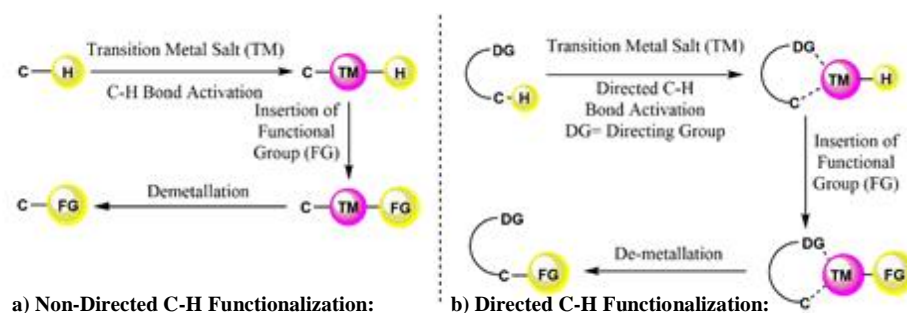 Transition Metal Salt (TM)
C H
C TM H
C-H Bond Activation
Insertion of
Functional
Group (FG)
Demetallation
C FG
C TM FG
a) Non-Directed C-H Functionalization:
DG
Transition Metal Salt (TM)
DG
C H
TM H
C
Directed C-H
Bond Activation
DG= Directing Group
Insertion of
Functional
Group (FG)
DG
De-metallation
DG
C FG
TM FG
C
b) Directed C-H Functionalization: